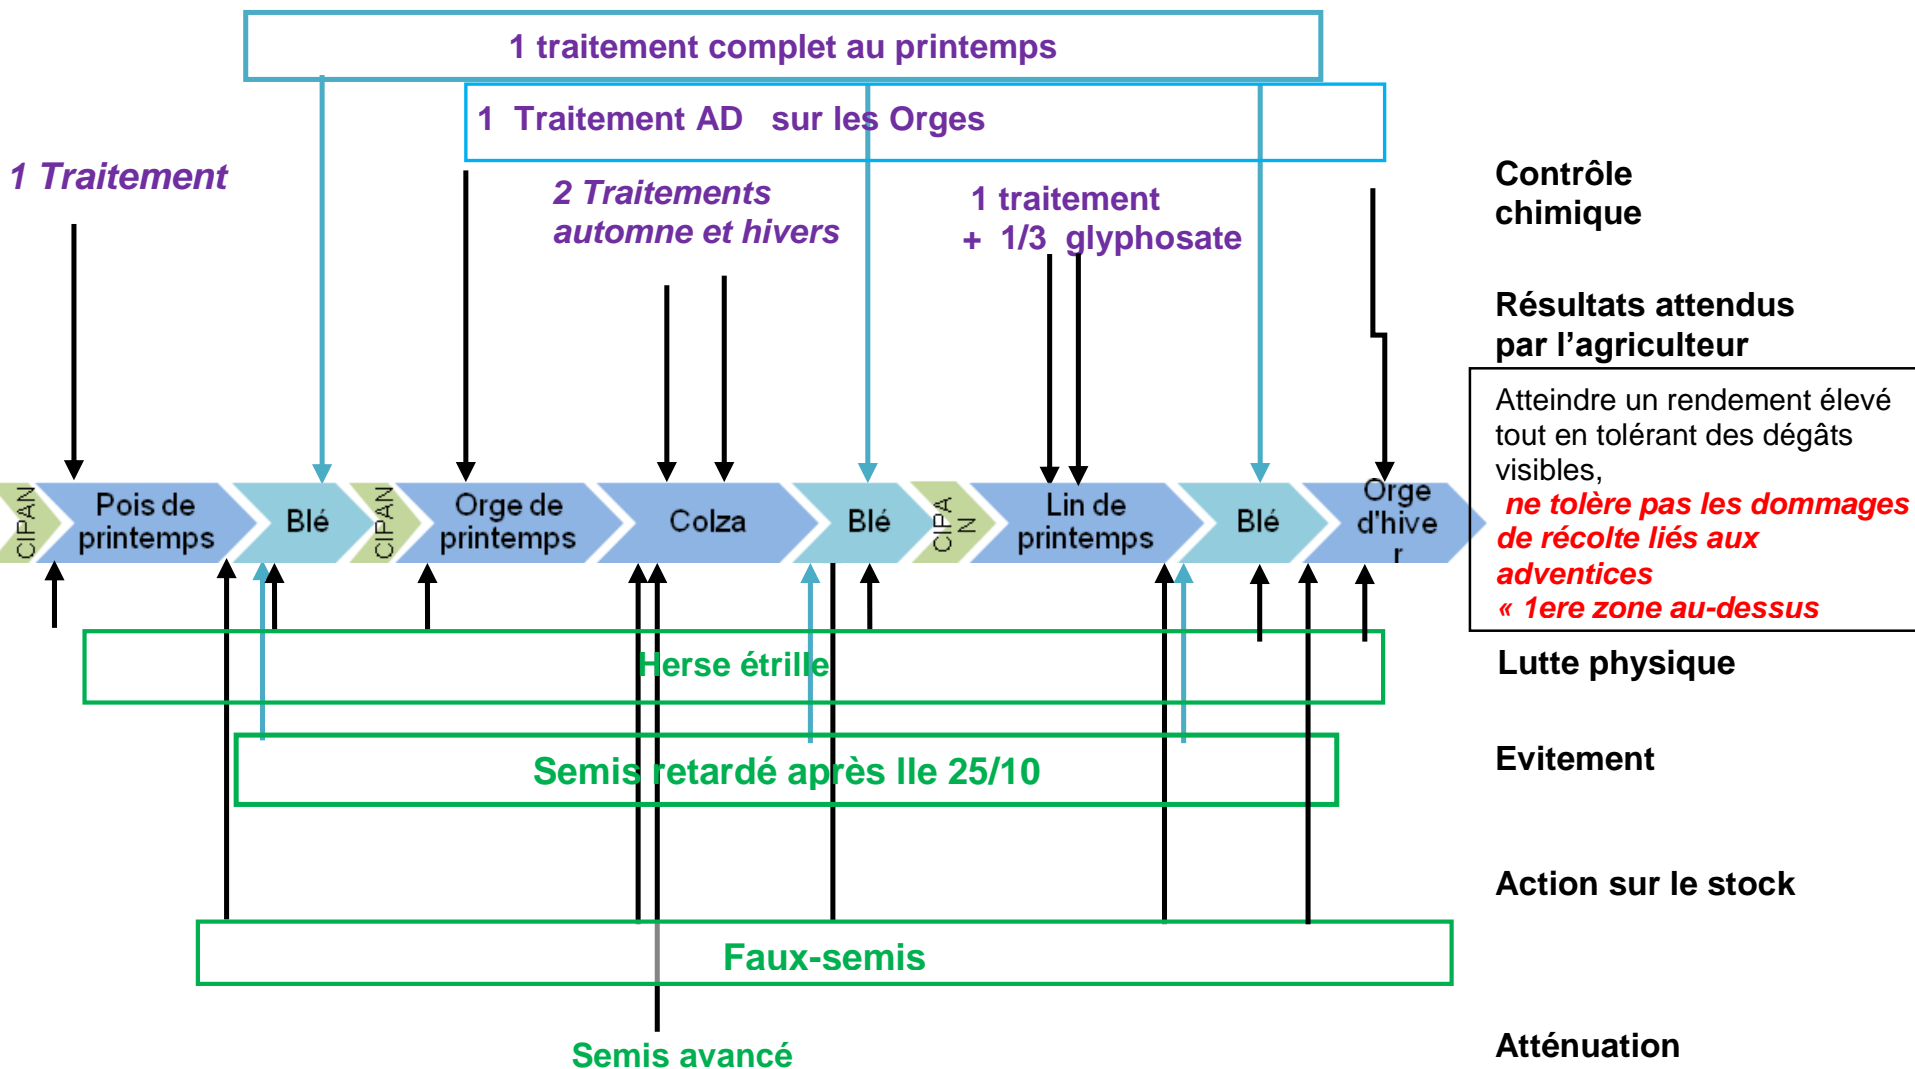 1 traitement complet au printemps
1 Traitement AD sur les Orges
1 Traitement
2 Traitements
automne et hivers
1 traitement
+ 1/3 glyphosate
Contrôle
chimique
Résultats attendus
par l'agriculteur
Atteindre un rendement élevé
tout en tolérant des dégâts
visibles,
ne tolère pas les dommages
de récolte liés aux
adventices
« 1ere zone au-dessus
CIPAN
Pois de
printemps
Blé
CIPAN
Orge de
printemps
Colza
Blé
CIPA
N
Lin de
printemps
Blé
Orge
d'hive
r
Herse étrille
Lutte physique
Semis retardé après lle 25/10
Evitement
Action sur le stock
Faux-semis
Semis avancé
Atténuation